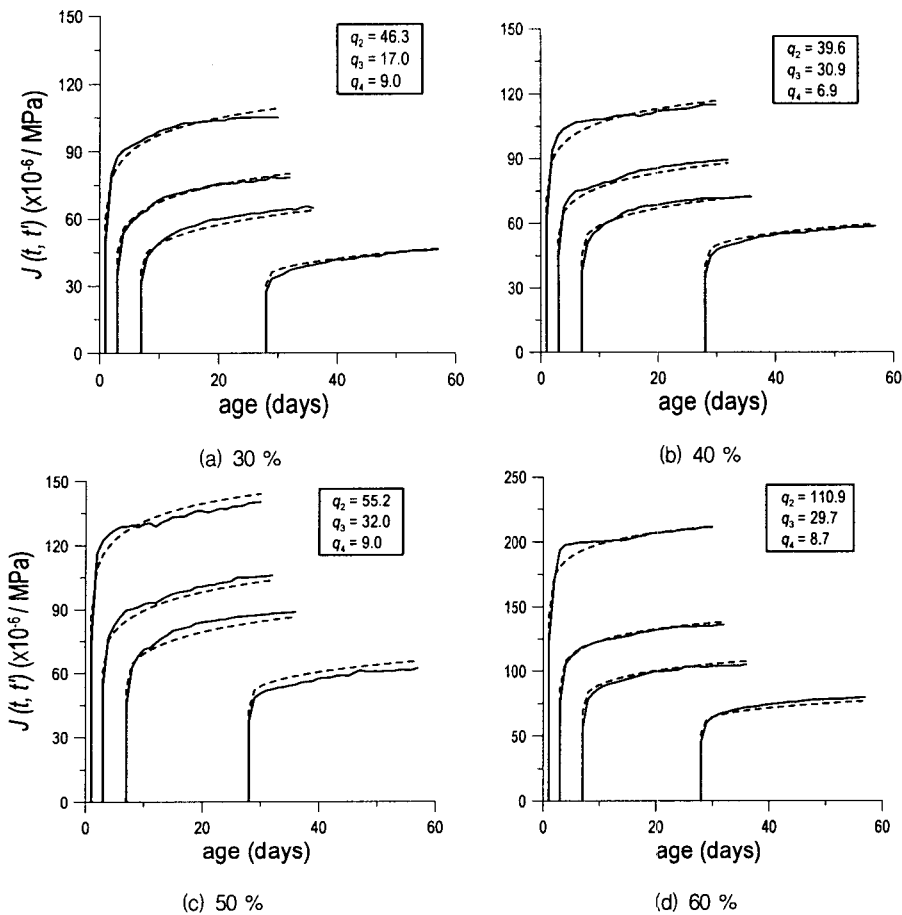 150
120
90
60
30
0
J (t, t') (x10-6 / MPa)
q2 = 46.3
q3 = 17.0
q4 = 9.0
0 20 40 60
age (days)
(a) 30 %
150
120
90
60
30
0
q2 = 39.6
q3 = 30.9
q4 = 6.9
0 20 40 60
age (days)
(b) 40 %
150
120
90
60
30
0
J (t, t') (x10-6 / MPa)
q2 = 55.2
q3 = 32.0
q4 = 9.0
0 20 40 60
age (days)
(c) 50 %
250
200
150
100
50
0
q2 = 110.9
q3 = 29.7
q4 = 8.7
0 20 40 60
age (days)
(d) 60 %